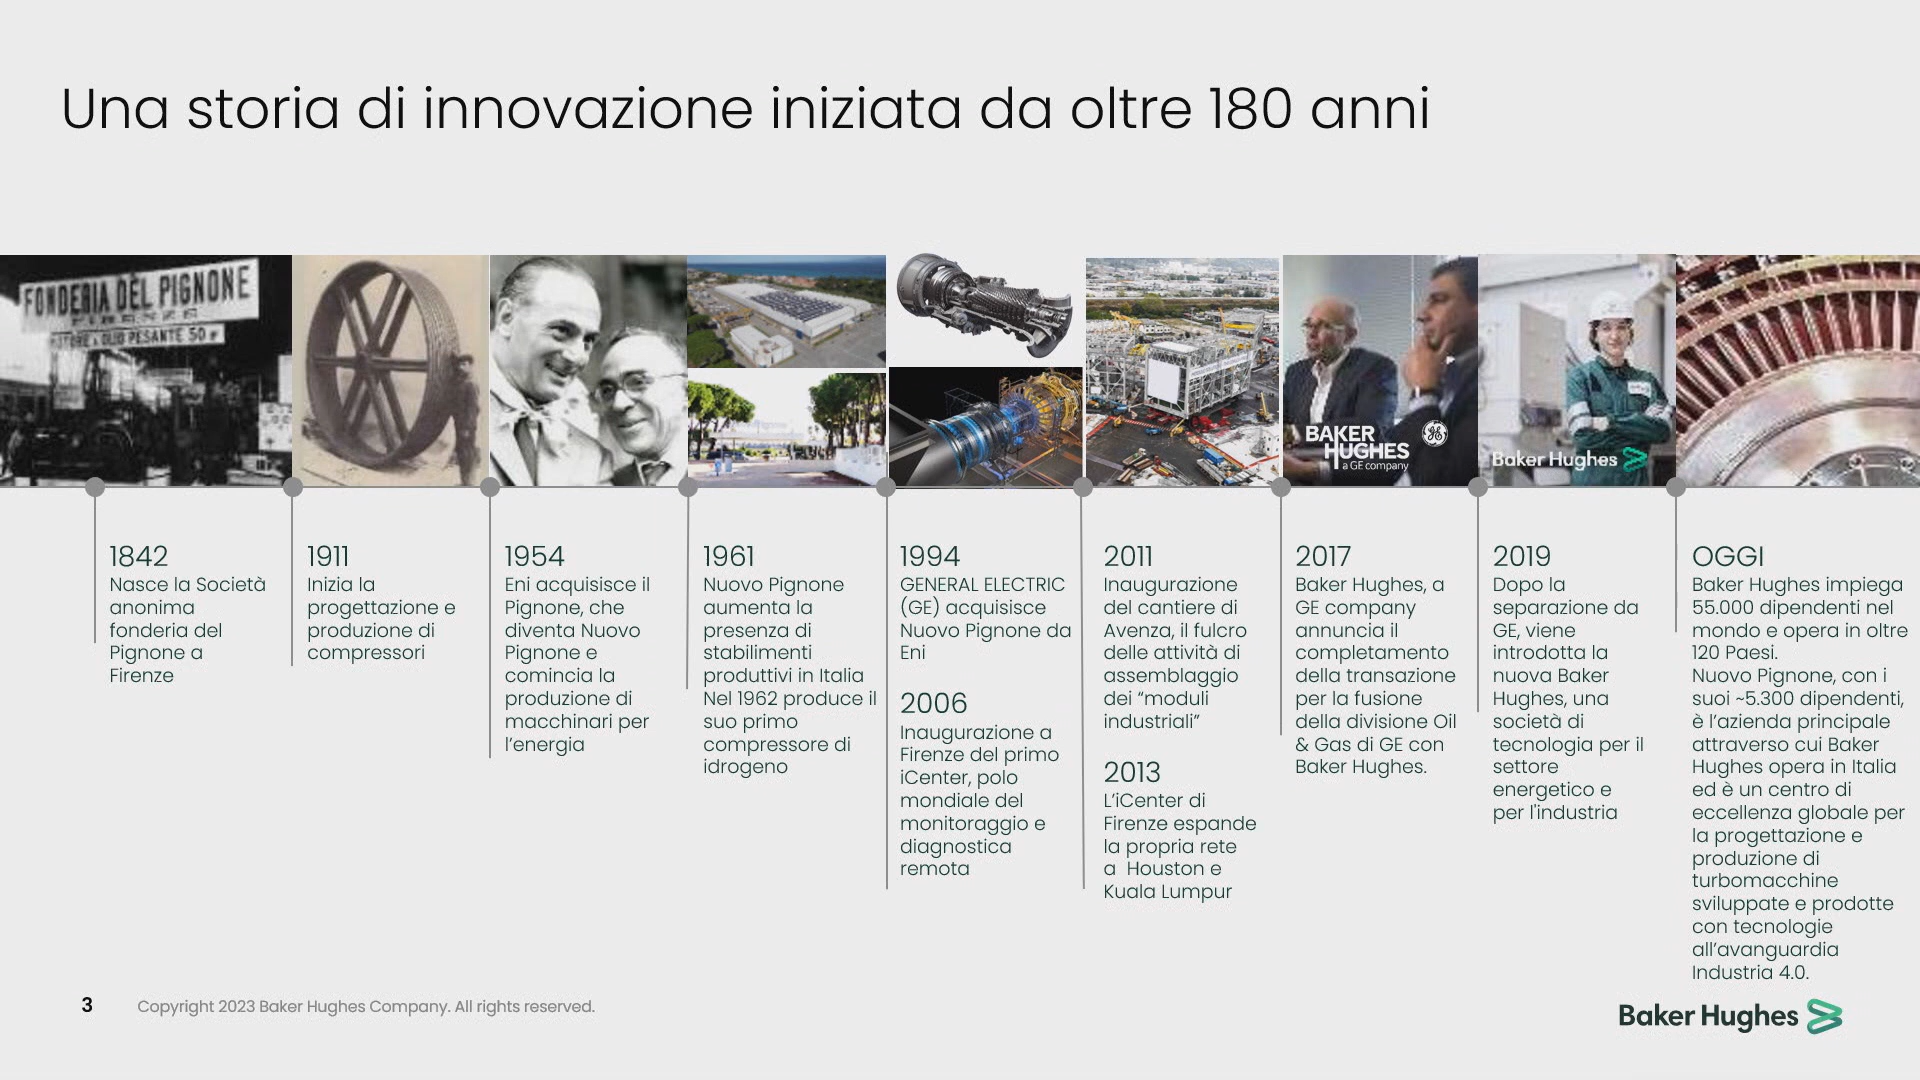 Una storia di innovazione iniziata da oltre 180 anni
FONDERIA DEL PIGNONE
FIRENZE
MOTORE A OLIO PESANTE 50
BAKER
HUGHES
a GE company
Baker Hughes
1842
Nasce la Società
anonima
fonderia del
Pignone a
Firenze
1911
Inizia la
progettazione e
produzione di
compressori
1954
Eni acquisisce il
Pignone, che
diventa Nuovo
Pignone e
comincia la
produzione di
macchinari per
l’energia
1961
Nuovo Pignone
aumenta la
presenza di
stabilimenti
produttivi in Italia
Nel 1962 produce il
suo primo
compressore di
idrogeno
1994
GENERAL ELECTRIC
(GE) acquisisce
Nuovo Pignone da
Eni
2006
Inaugurazione a
Firenze del primo
iCenter, polo
mondiale del
monitoraggio e
diagnostica
remota
2011
Inaugurazione
del cantiere di
Avenza, il fulcro
delle attività di
assemblaggio
dei “moduli
industriali”
2013
L’iCenter di
Firenze espande
la propria rete
a  Houston e
Kuala Lumpur
2017
Baker Hughes, a
GE company
annuncia il
completamento
della transazione
per la fusione
della divisione Oil
& Gas di GE con
Baker Hughes.
2019
Dopo la
separazione da
GE, viene
introdotta la
nuova Baker
Hughes, una
società di
tecnologia per il
settore
energetico e
per l'industria
OGGI
Baker Hughes impiega
55.000 dipendenti nel
mondo e opera in oltre
120 Paesi.
Nuovo Pignone, con i
suoi ~5.300 dipendenti,
è l’azienda principale
attraverso cui Baker
Hughes opera in Italia
ed è un centro di
eccellenza globale per
la progettazione e
produzione di
turbomacchine
sviluppate e prodotte
con tecnologie
all’avanguardia
Industria 4.0.
3
Copyright 2023 Baker Hughes Company. All rights reserved.
Baker Hughes